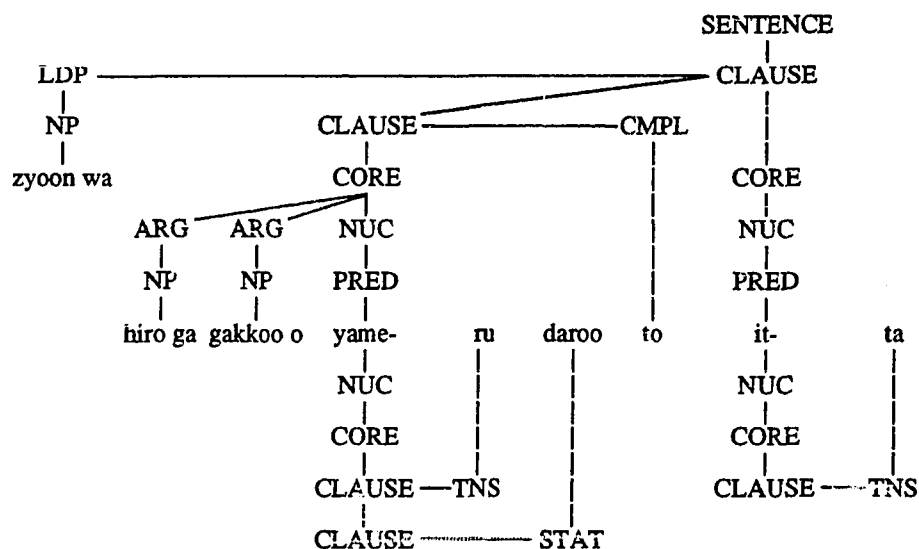 SENTENCE
LDP CLAUSE
NP CLAUSE CMPL
zyoon wa CORE CORE
ARG ARG NUC NUC
NP NP PRED PRED
hiro ga gakkoo o yame- ru daroo to it- ta
NUC NUC
CORE CORE
CLAUSE TNS CLAUSE TNS
CLAUSE STAT